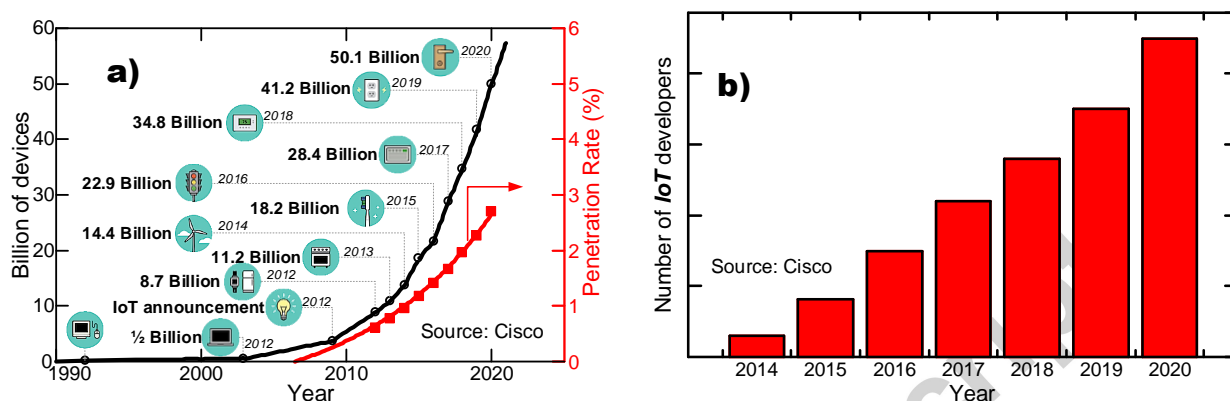 a)
60
50
40
30
20
10
0
Billion of devices
50.1 Billion
2020
41.2 Billion
2019
34.8 Billion
2018
28.4 Billion
2017
22.9 Billion
2016
18.2 Billion
2015
14.4 Billion
2014
11.2 Billion
2013
8.7 Billion
2012
IoT announcement
2012
½ Billion
2012
Source: Cisco
1990
2000
2010
2020
Year
6
5
4
3
2
1
0
Penetration Rate (%)
b)
Number of IoT developers
Source: Cisco
2014
2015
2016
2017
2018
2019
2020
Year